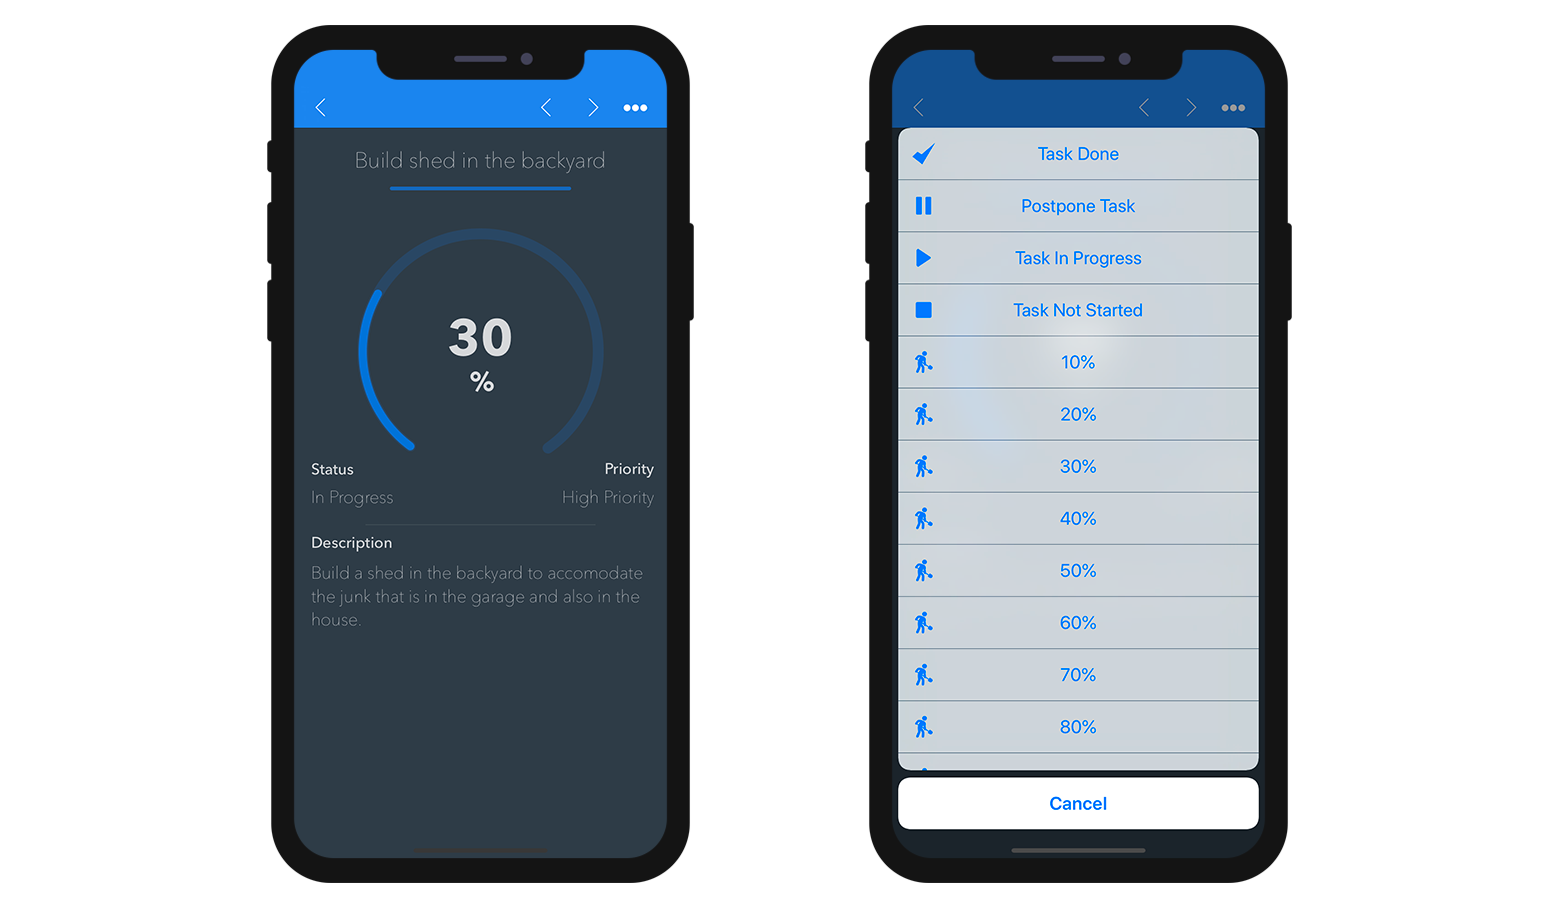 Build shed in the backyard
30
%
Status
Priority
In Progress
High Priority
Description
Build a shed in the backyard to accomodate
the junk that is in the garage and also in the
house.
Task Done
Postpone Task
Task In Progress
Task Not Started
10%
20%
30%
40%
50%
60%
70%
80%
Cancel